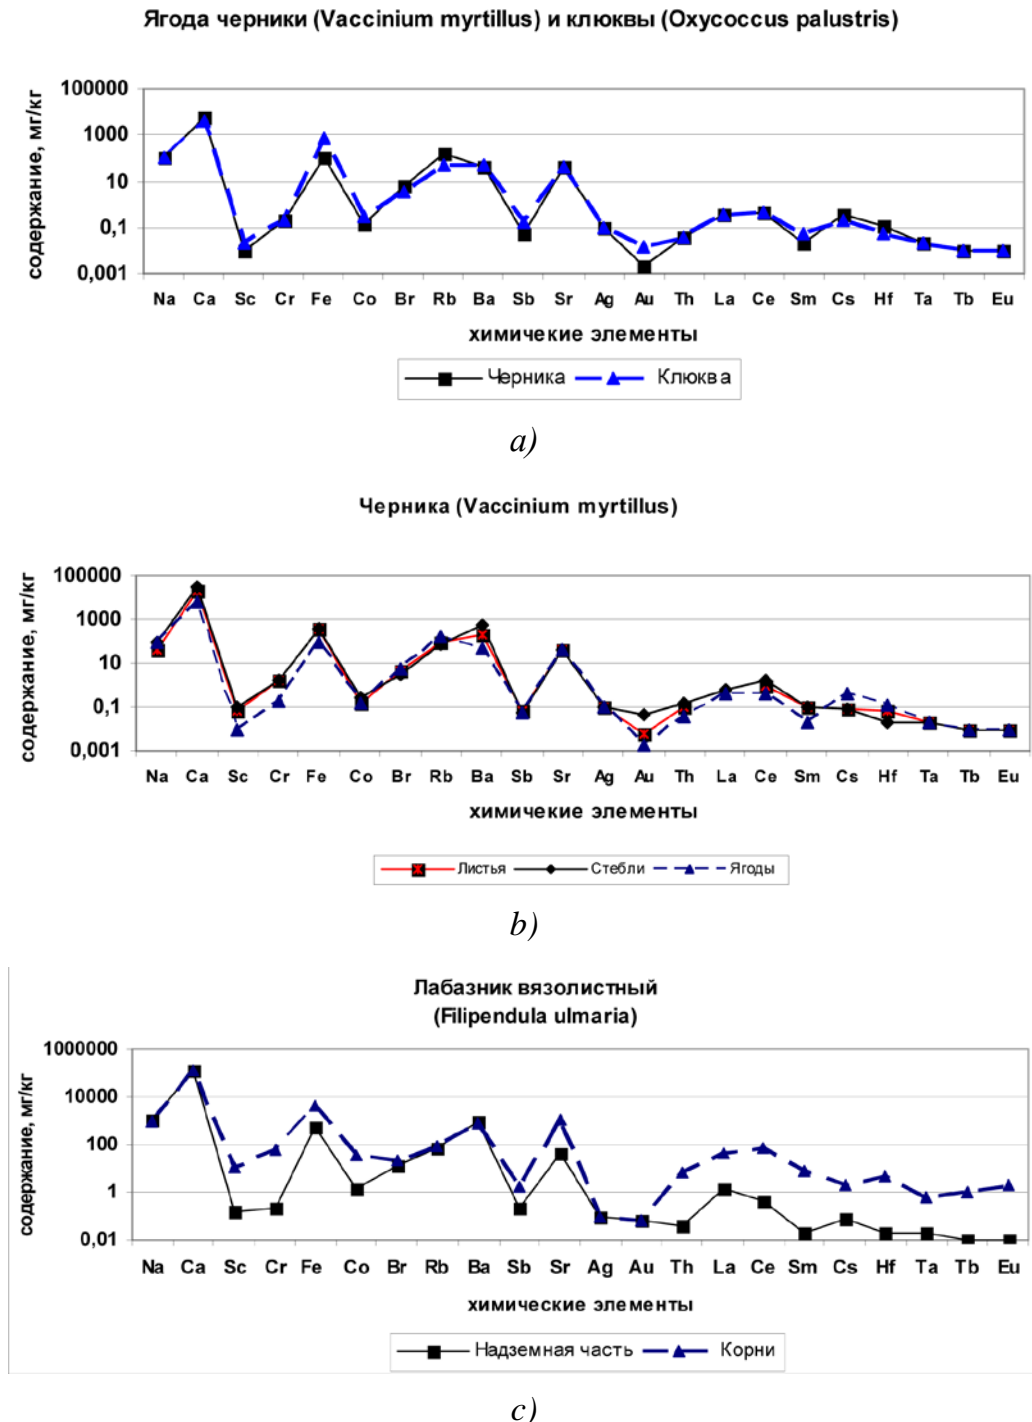 Ягода черники (Vaccinium myrtillus) и клюквы (Oxycoccus palustris)
содержание, мг/кг
100000
1000
10
0,1
0,001
Na Ca Sc Cr Fe Co Br Rb Ba Sb Sr Ag Au Th La Ce Sm Cs Hf Ta Tb Eu
химичекие элементы
Черника Клюква
a)
Черника (Vaccinium myrtillus)
содержание, мг/кг
100000
1000
10
0,1
0,001
Na Ca Sc Cr Fe Co Br Rb Ba Sb Sr Ag Au Th La Ce Sm Cs Hf Ta Tb Eu
химичекие элементы
Листья Стебли Ягоды
b)
Лабазник вязолистный
(Filipendula ulmaria)
содержание, мг/кг
1000000
10000
100
1
0,01
Na Ca Sc Cr Fe Co Br Rb Ba Sb Sr Ag Au Th La Ce Sm Cs Hf Ta Tb Eu
химические элементы
Надземная часть Корни
c)